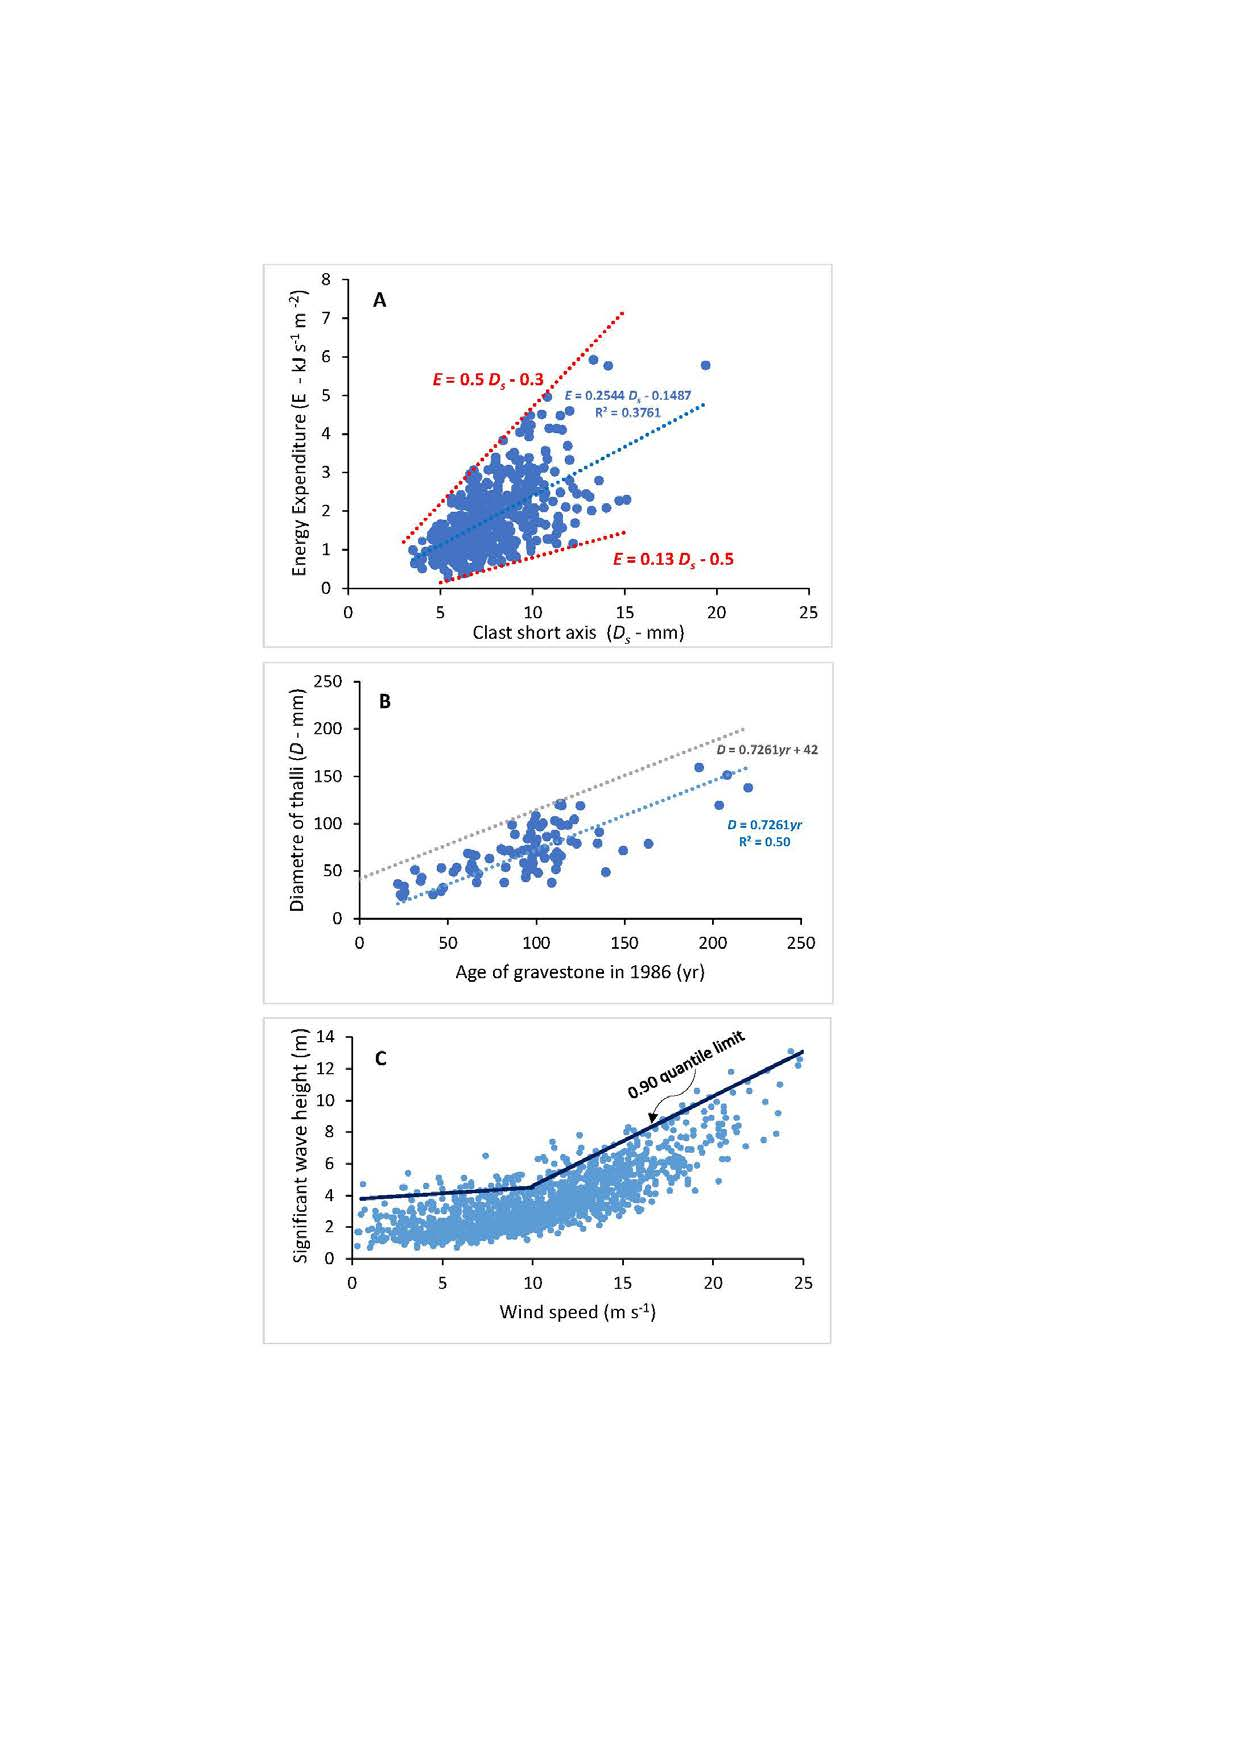 A
Energy Expenditure (E - kJ s-1 m -2)
8
7
6
5
4
3
2
1
0
E = 0.5 Ds - 0.3
E = 0.2544 Ds - 0.1487
R² = 0.3761
E = 0.13 Ds - 0.5
0 5 10 15 20 25
Clast short axis (Ds - mm)
B
Diametre of thalli (D - mm)
250
200
150
100
50
0
D = 0.7261yr + 42
D = 0.7261yr
R² = 0.50
0 50 100 150 200 250
Age of gravestone in 1986 (yr)
C
Significant wave height (m)
14
12
10
8
6
4
2
0
0.90 quantile limit
0 5 10 15 20 25
Wind speed (m s-1)